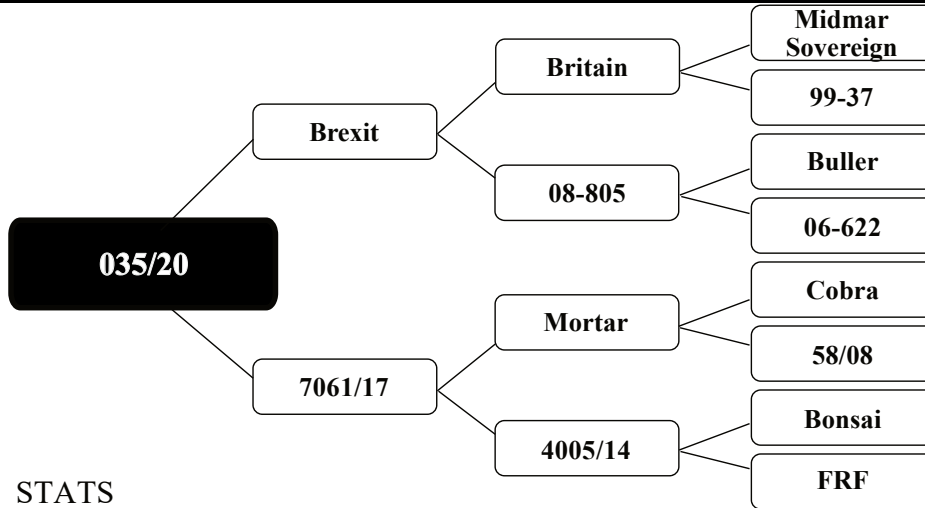 Midmar
Sovereign
Britain
99-37
Brexit
Buller
08-805
06-622
035/20
Cobra
Mortar
58/08
7061/17
Bonsai
4005/14
FRF
STATS